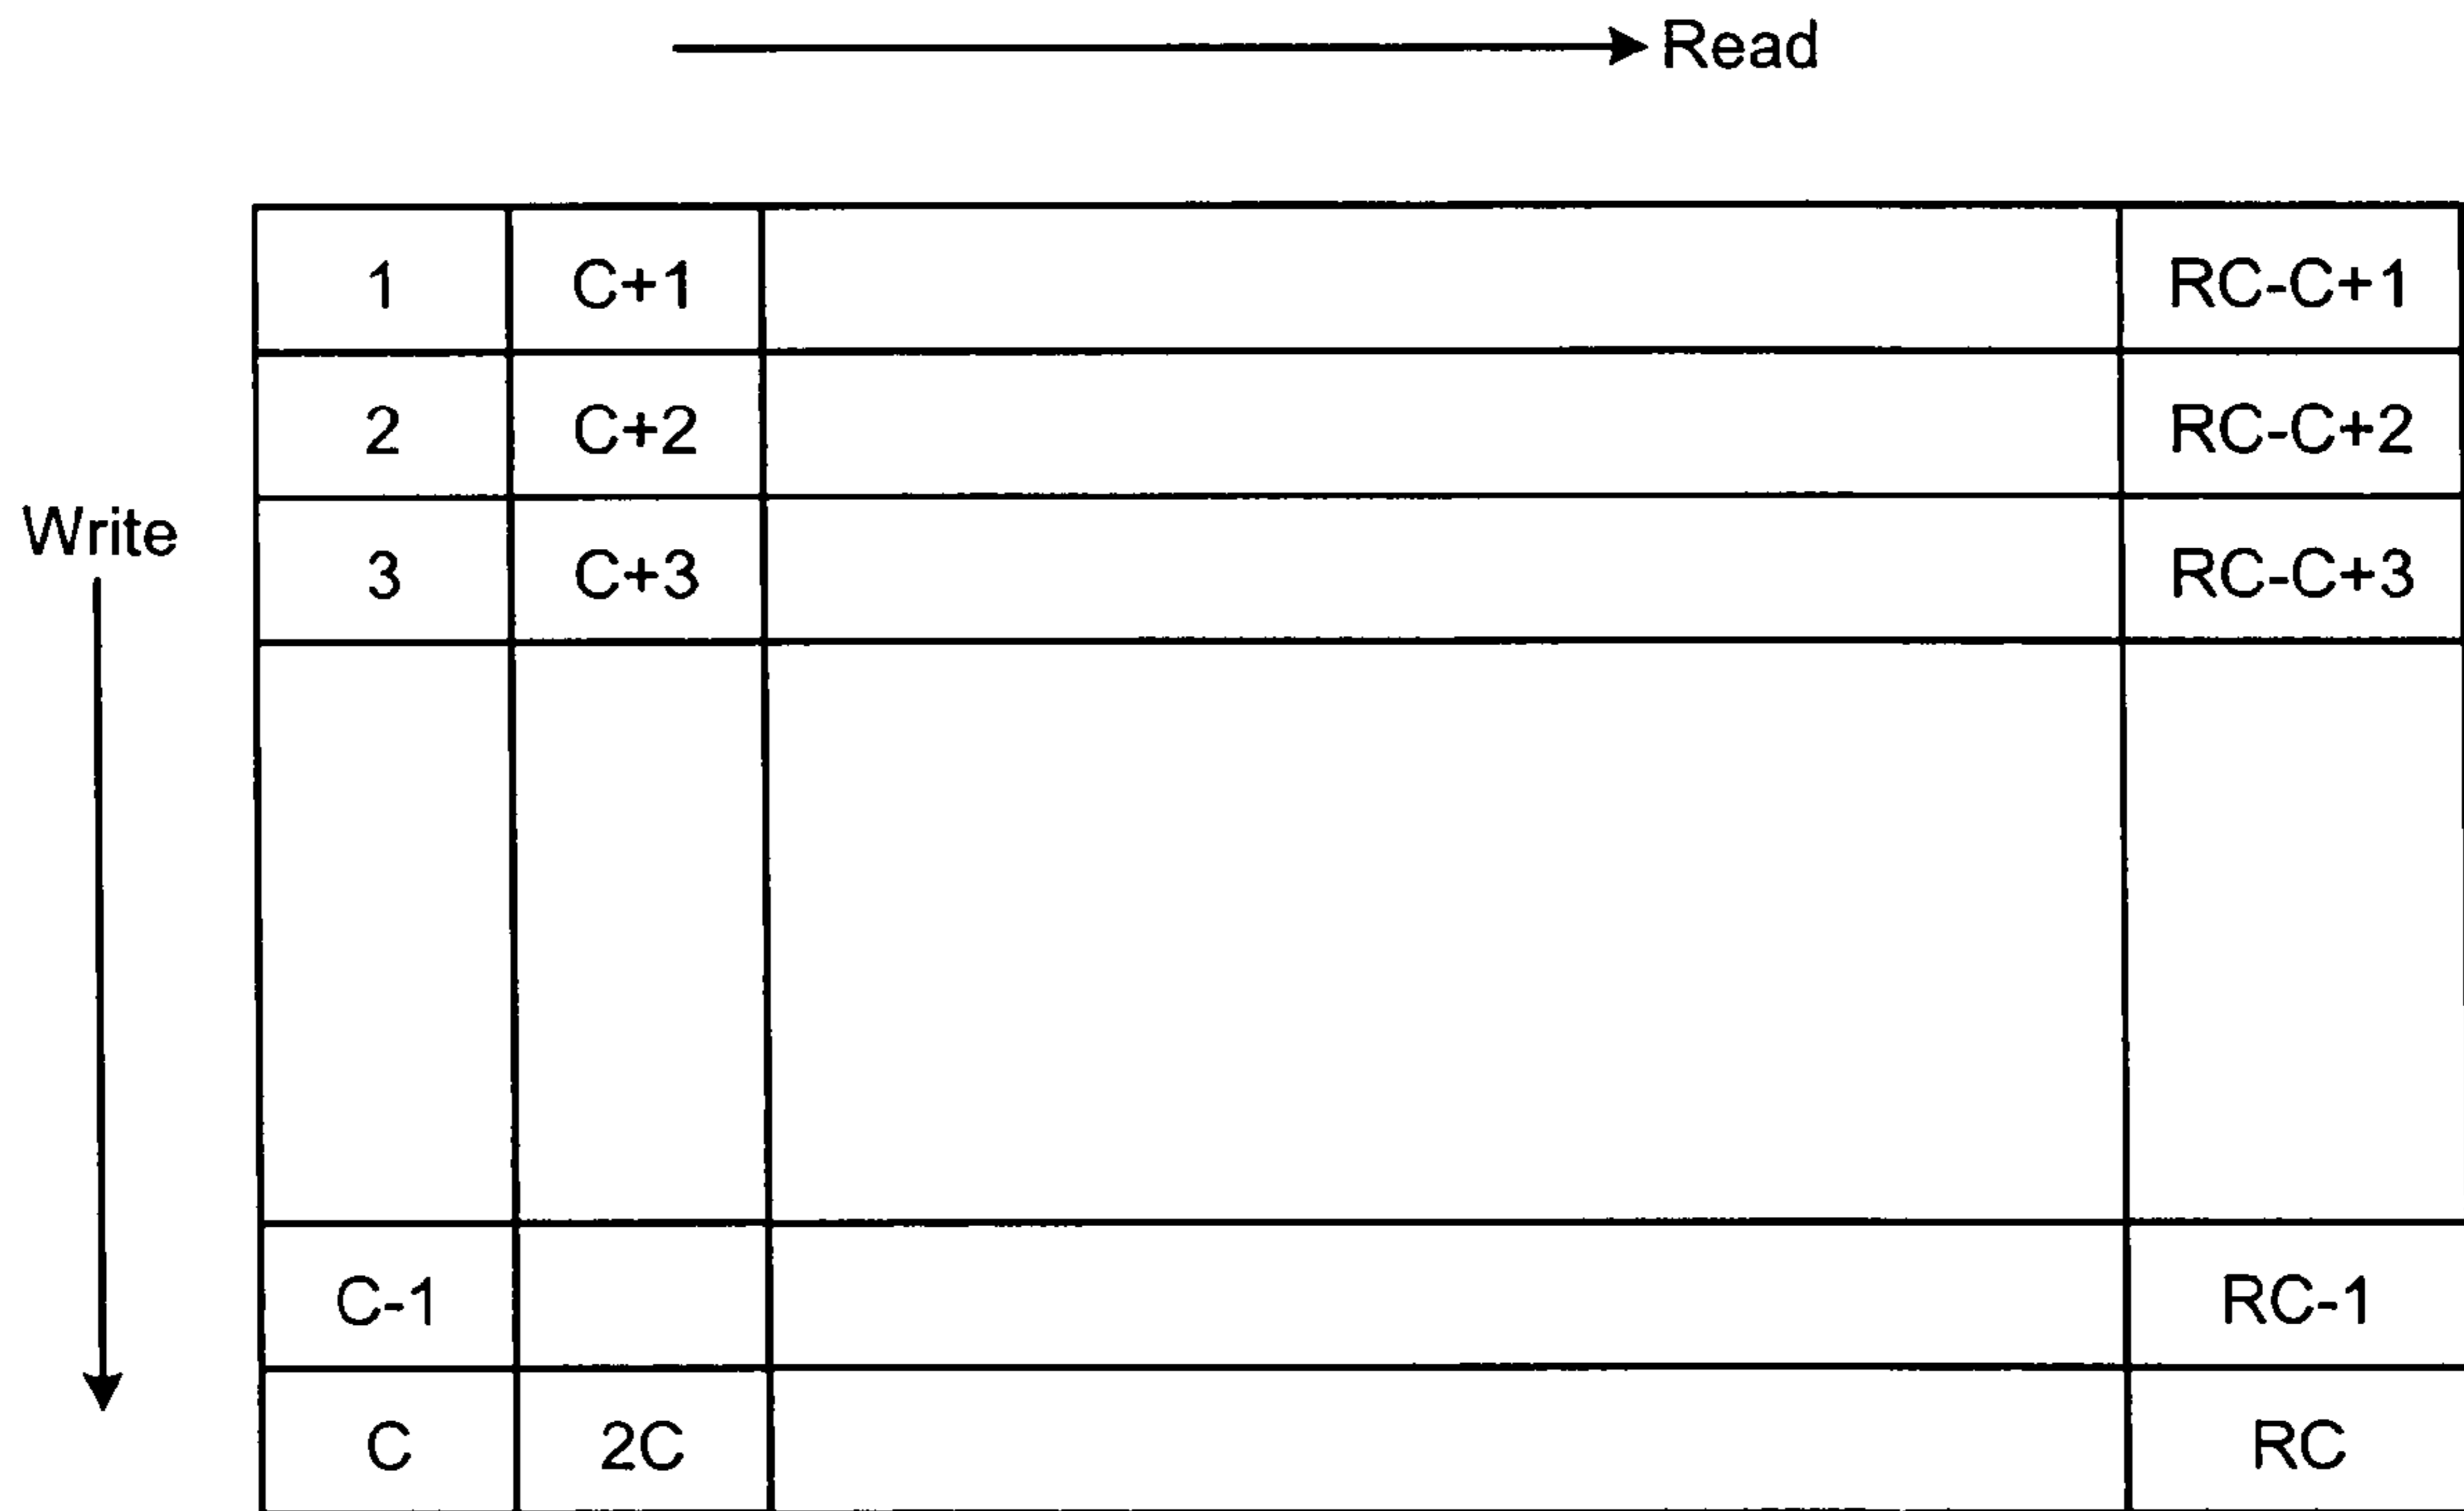 Read
1 C+1 RC-C+1
2 C+2 RC-C+2
Write
3 C+3 RC-C+3
C-1 RC-1
C 2C RC